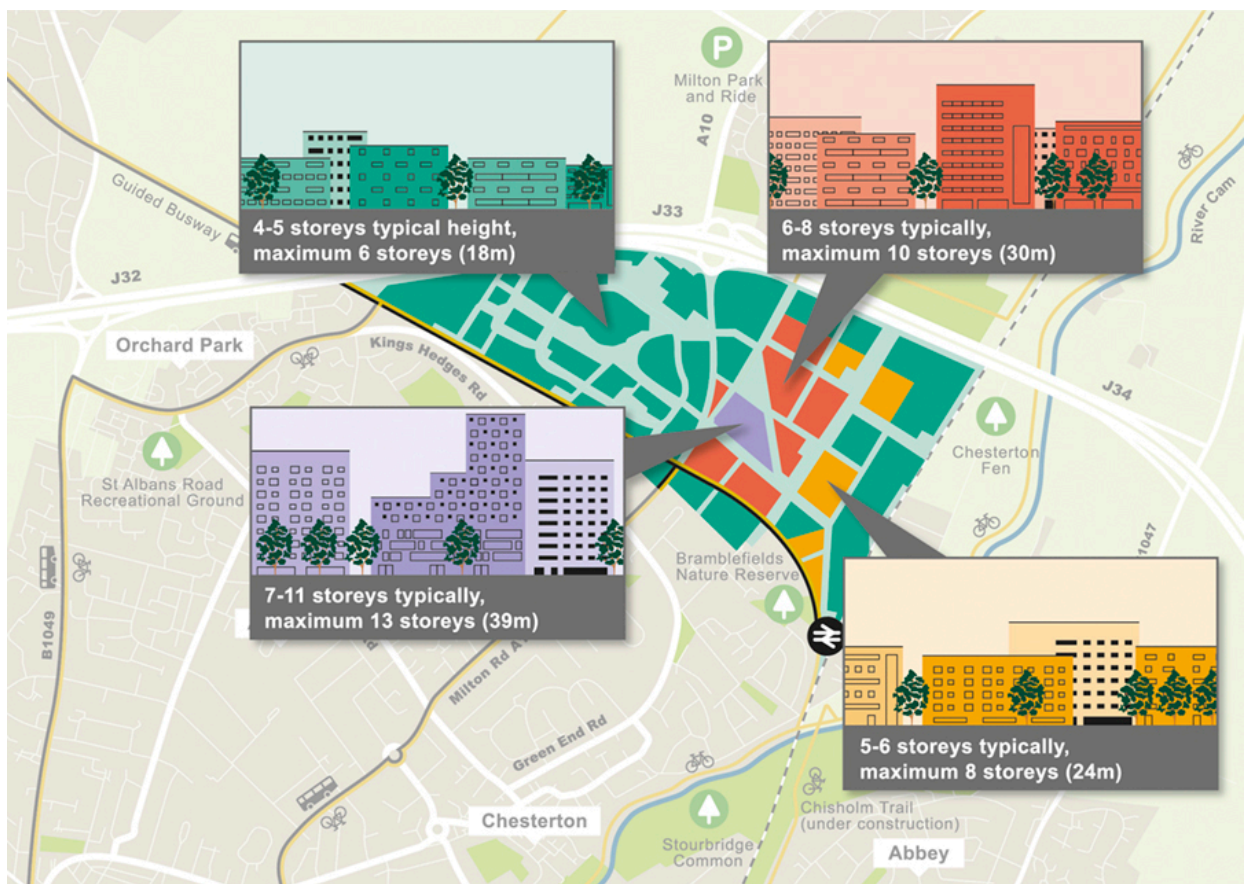 P
Milton Park
and Ride
A10
4-5 storeys typical height,
maximum 6 storeys (18m)
6-8 storeys typically,
maximum 10 storeys (30m)
Guided Busway
J33
River Cam
J32
Orchard Park
Kings Hedges Rd
J34
St Albans Road
Recreational Ground
Chesterton
Fen
7-11 storeys typically,
maximum 13 storeys (39m)
Bramblefields
Nature Reserve
B1049
Milton Rd
Green End Rd
5-6 storeys typically,
maximum 8 storeys (24m)
Chesterton
Stourbridge
Common
Chisholm Trail
(under construction)
Abbey